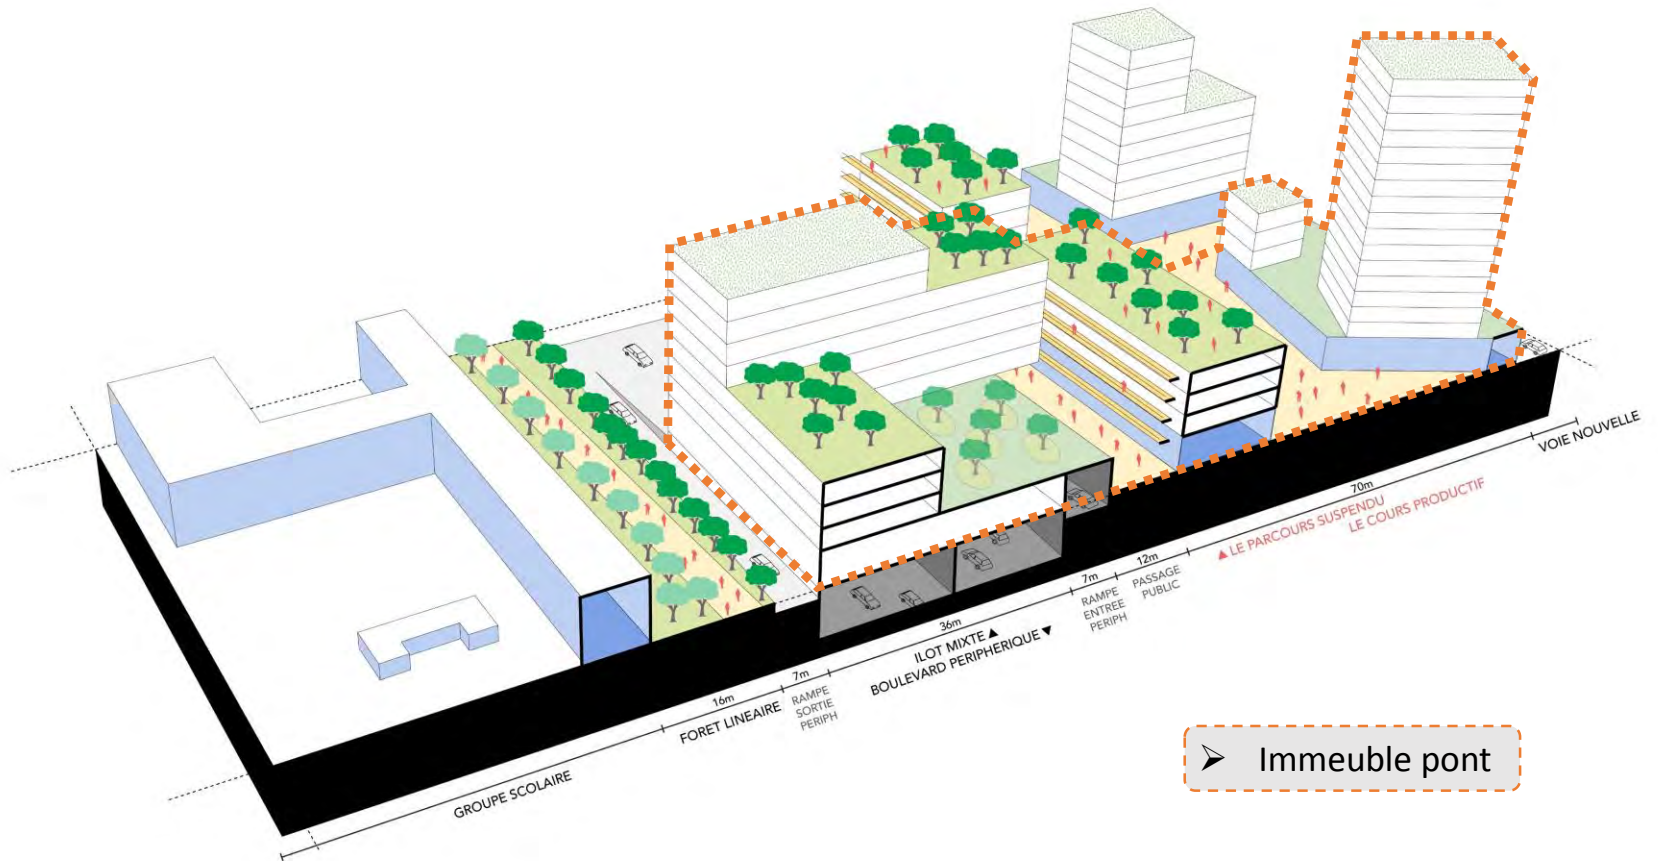 GROUPE SCOLAIRE
16m
FORET LINEAIRE
7m
RAMPE
SORTIE
PERIPH
36m
ILOT MIXTE ▲
BOULEVARD PERIPHERIQUE ▼
7m
RAMPE
ENTREE
PERIPH
12m
PASSAGE
PUBLIC
70m
▲ LE PARCOURS SUSPENDU
LE COURS PRODUCTIF
VOIE NOUVELLE
➢ Immeuble pont